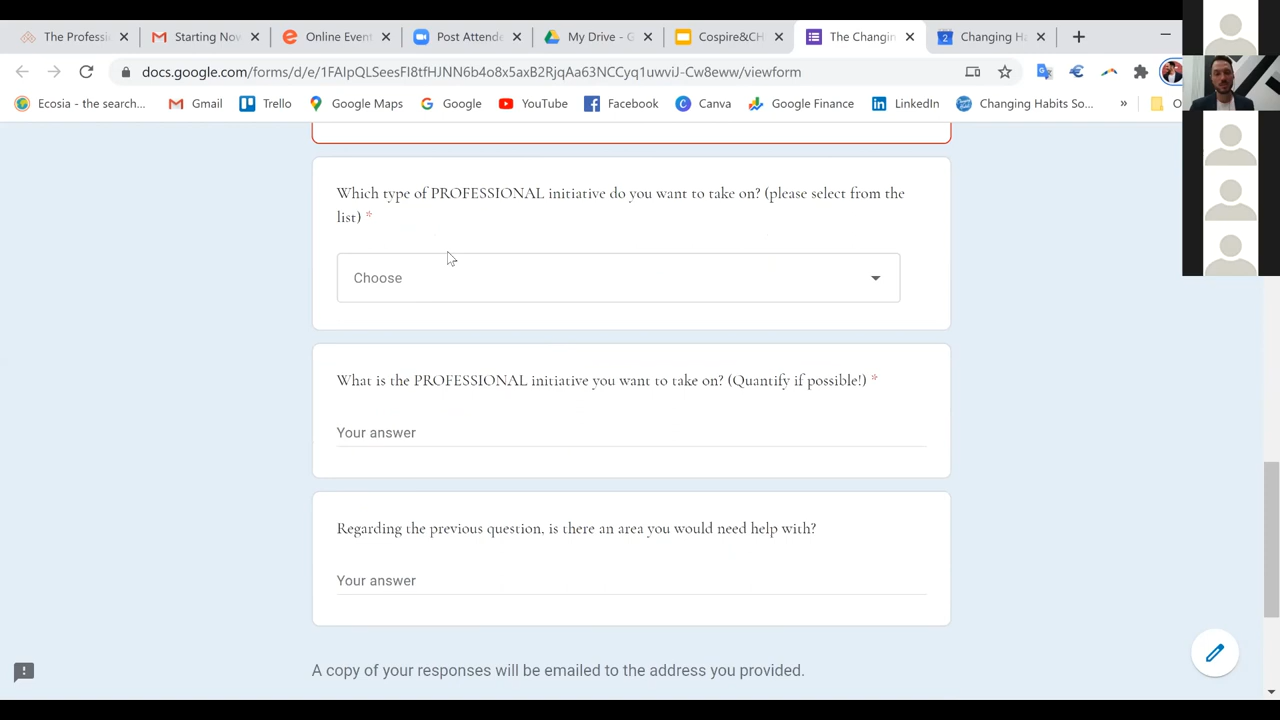 The Professi
Starting Now
Online Event
Post Attende
My Drive - G
Cospire&CH
The Changin
2
Changing Ha
docs.google.com/forms/d/e/1FAIpQLSeesFl8tfHJNN6b4o8x5axB2RjqAa63NCCyq1uwviJ-Cw8eww/viewform
Ecosia - the search...
Gmail
Trello
Google Maps
Google
YouTube
Facebook
Canva
Google Finance
LinkedIn
Changing Habits So...
»
O
Which type of PROFESSIONAL initiative do you want to take on? (please select from the
list) *
Choose
What is the PROFESSIONAL initiative you want to take on? (Quantify if possible!) *
Your answer
Regarding the previous question, is there an area you would need help with?
Your answer
A copy of your responses will be emailed to the address you provided.